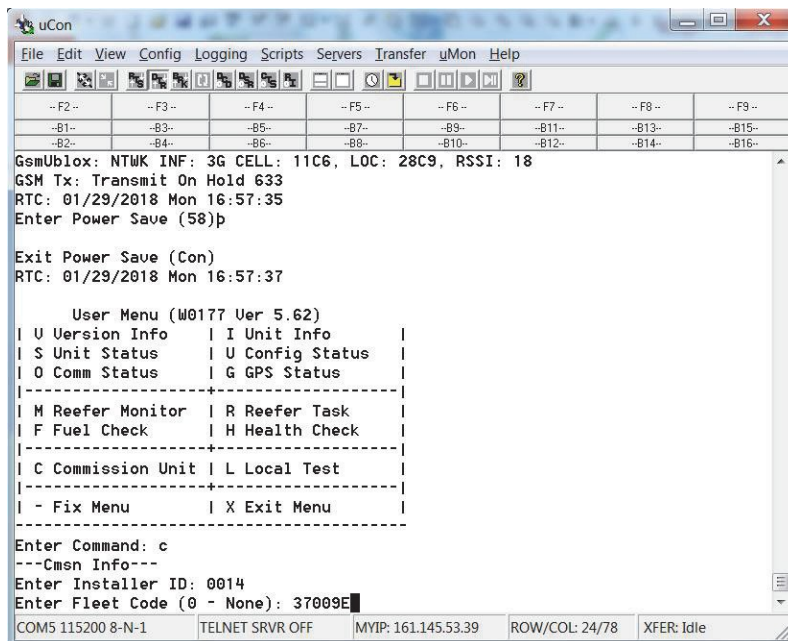 uCon
File Edit View Config Logging Scripts Servers Transfer uMon Help
-- F2 -- -- F3 -- -- F4 -- -- F5 -- -- F6 -- -- F7 -- -- F8 -- -- F9 --
--B1-- --B3-- --B5-- --B7-- --B9-- --B11-- --B13-- --B15--
--B2-- --B4-- --B6-- --B8-- --B10-- --B12-- --B14-- --B16--
GsmUblox: NTWK INF: 3G CELL: 11C6, LOC: 28C9, RSSI: 18
GSM Tx: Transmit On Hold 633
RTC: 01/29/2018 Mon 16:57:35
Enter Power Save (58)þ
Exit Power Save (Con)
RTC: 01/29/2018 Mon 16:57:37
User Menu (W0177 Ver 5.62)
| V Version Info | I Unit Info |
| S Unit Status | U Config Status |
| O Comm Status | G GPS Status |
|--------------------+--------------------|
| M Reefer Monitor | R Reefer Task |
| F Fuel Check | H Health Check |
|--------------------+--------------------|
| C Commission Unit | L Local Test |
|--------------------+--------------------|
| - Fix Menu | X Exit Menu |
------------------------------------------
Enter Command: c
---Cmsn Info---
Enter Installer ID: 0014
Enter Fleet Code (0 - None): 37009E
COM5 115200 8-N-1 TELNET SRVR OFF MYIP: 161.145.53.39 ROW/COL: 24/78 XFER: Idle